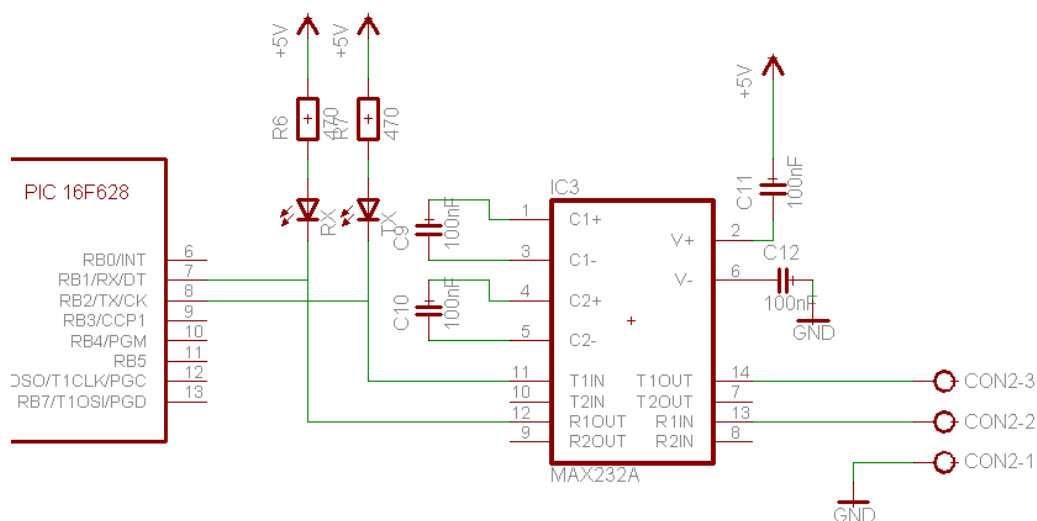 +5V
+5V
+5V
R6
470
R7
470
PIC 16F628
IC3
C11
100nF
RX
TX
C9
100nF
1
C1+
V+
2
C12
100nF
GND
RB0/INT
6
3
C1-
RB1/RX/DT
7
4
C2+
V-
6
RB2/TX/CK
8
C10
100nF
RB3/CCP1
9
RB4/PGM
10
5
C2-
RB5
11
OSO/T1CLK/PGC
12
11
T1IN
T1OUT
14
CON2-3
RB7/T1OSI/PGD
13
10
T2IN
T2OUT
7
12
R1OUT
R1IN
13
CON2-2
9
R2OUT
R2IN
8
CON2-1
MAX232A
GND